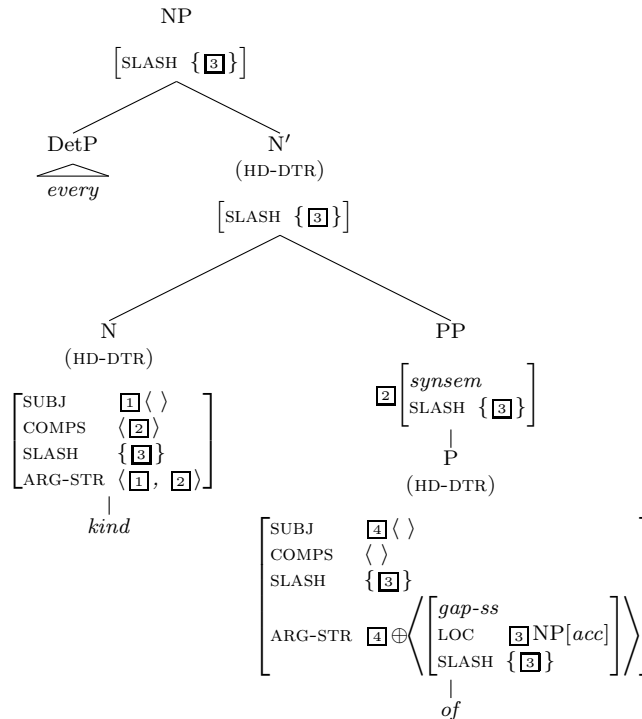 NP
[SLASH {3}]
DetP N′
every (HD-DTR)
[SLASH {3}]
N PP
(HD-DTR)
[SUBJ 1⟨ ⟩
COMPS ⟨2⟩
SLASH {3}
ARG-STR ⟨1, 2⟩]
kind
2[synsem
SLASH {3}]
P
(HD-DTR)
[SUBJ 4⟨ ⟩
COMPS ⟨ ⟩
SLASH {3}
ARG-STR 4⊕⟨[gap-ss
LOC 3NP[acc]
SLASH {3}]⟩]
of